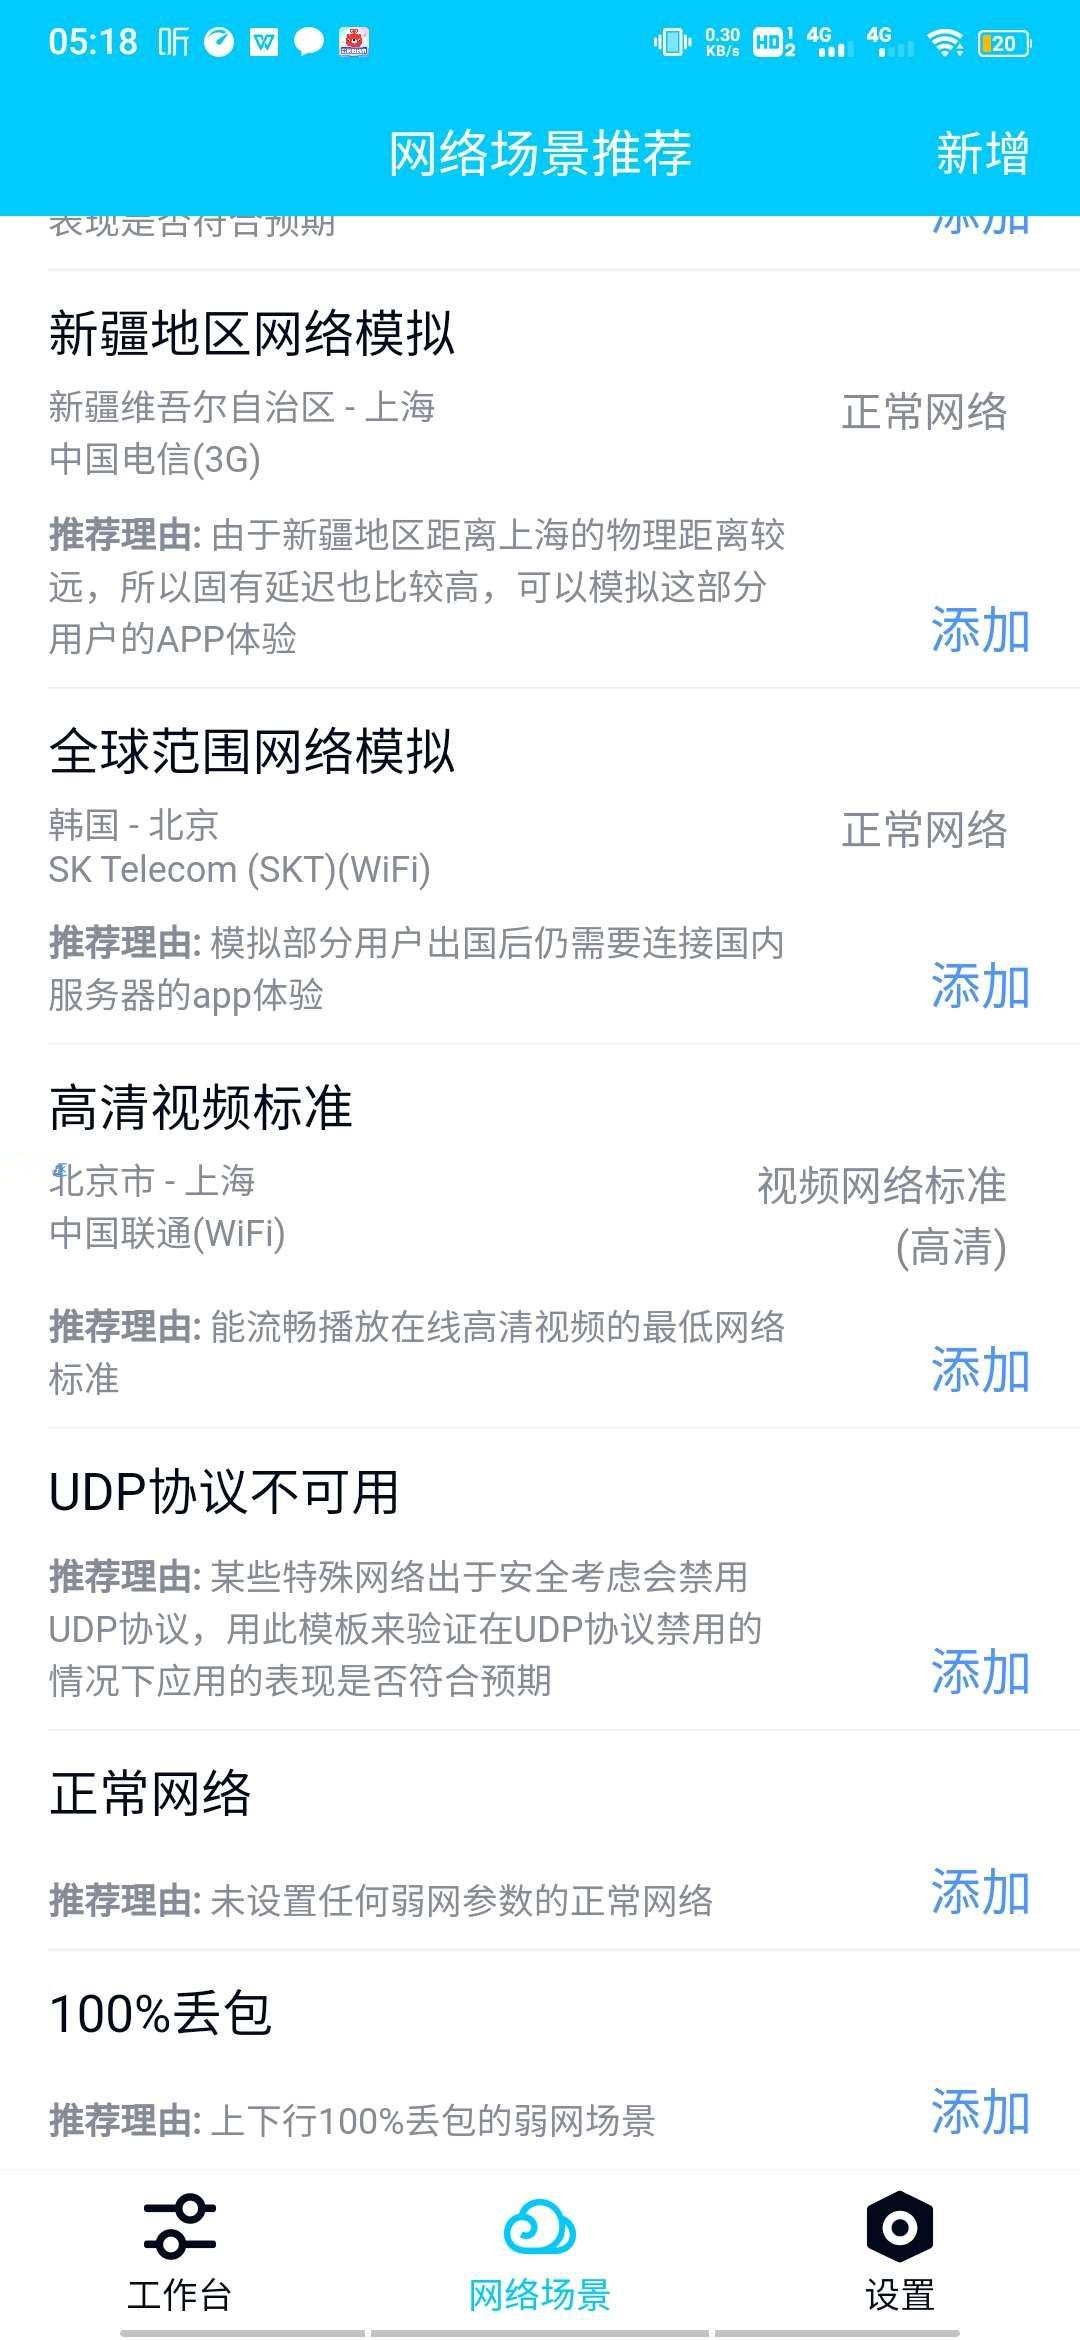 05:18 听
0.30 KB/s HD 1 2 4G 4G 20
网络场景推荐 新增
表现是否符合预期 添加
新疆地区网络模拟
新疆维吾尔自治区 - 上海 正常网络
中国电信(3G)
推荐理由: 由于新疆地区距离上海的物理距离较
远，所以固有延迟也比较高，可以模拟这部分
用户的APP体验 添加
全球范围网络模拟
韩国 - 北京 正常网络
SK Telecom (SKT)(WiFi)
推荐理由: 模拟部分用户出国后仍需要连接国内
服务器的app体验 添加
高清视频标准
北京市 - 上海 视频网络标准
中国联通(WiFi) (高清)
推荐理由: 能流畅播放在线高清视频的最低网络
标准 添加
UDP协议不可用
推荐理由: 某些特殊网络出于安全考虑会禁用
UDP协议，用此模板来验证在UDP协议禁用的
情况下应用的表现是否符合预期 添加
正常网络
推荐理由: 未设置任何弱网参数的正常网络 添加
100%丢包
推荐理由: 上下行100%丢包的弱网场景 添加
工作台 网络场景 设置